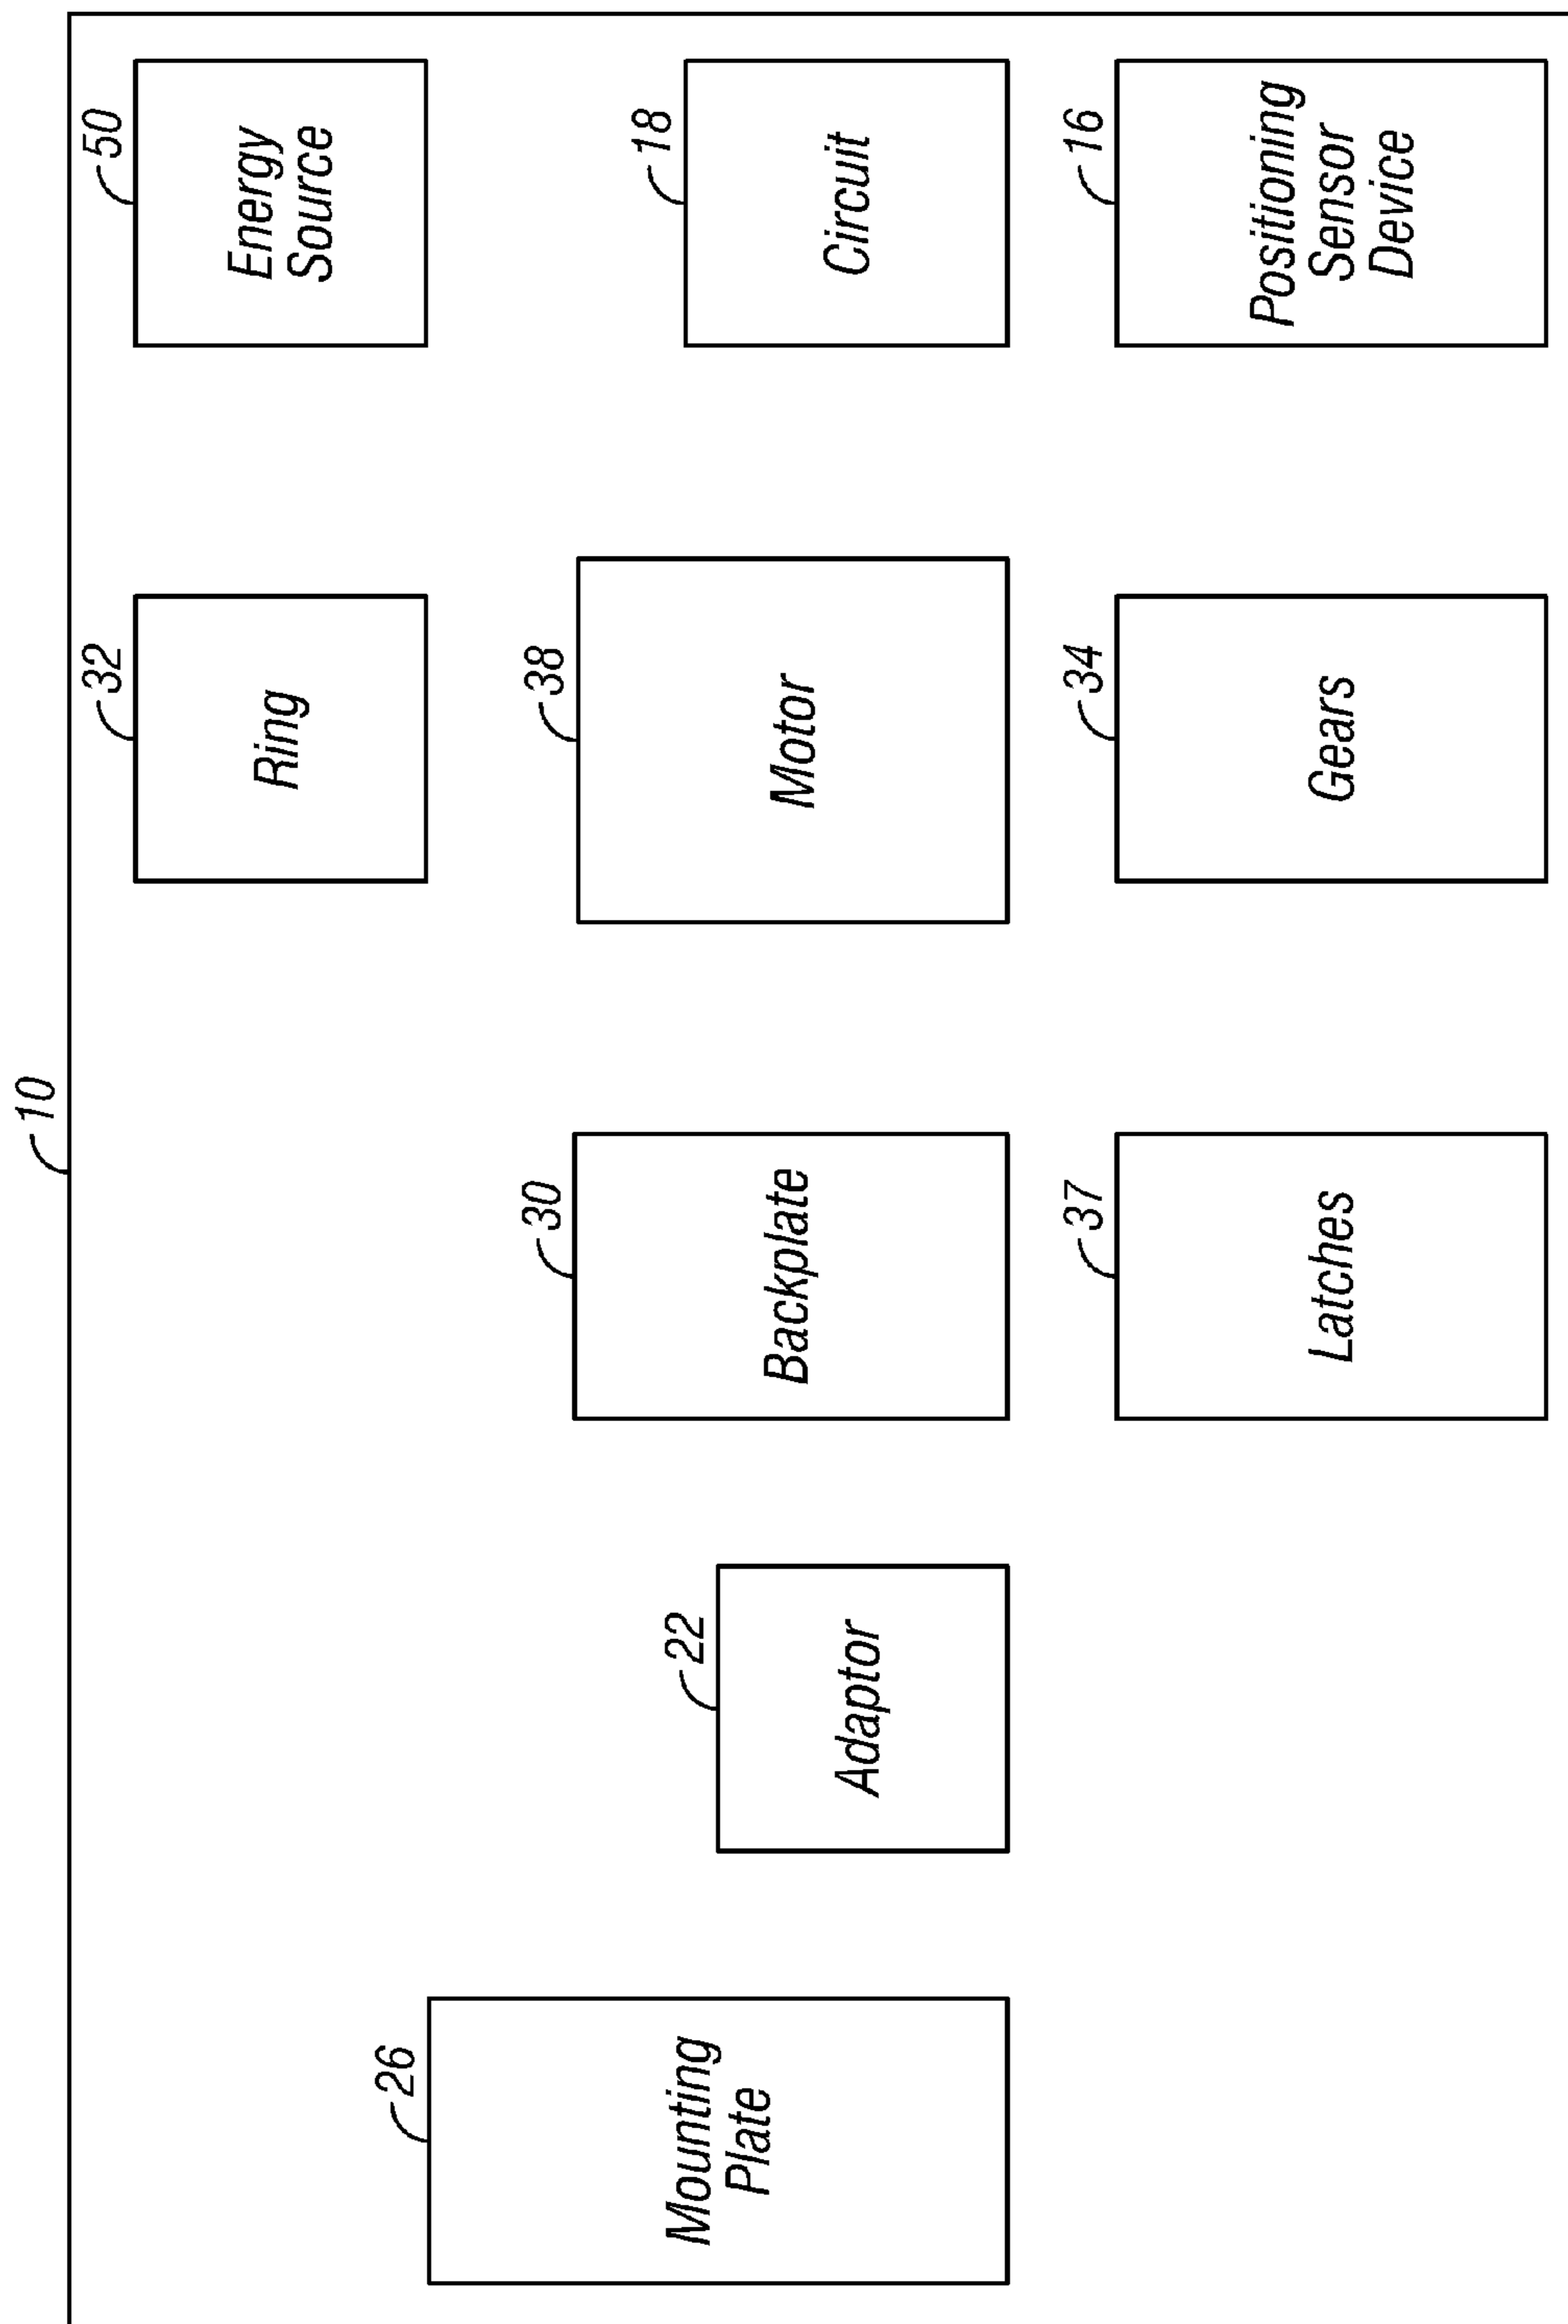 10
32
Ring
50
Energy
Source
26
Mounting
Plate
22
Adaptor
30
Backplate
38
Motor
18
Circuit
37
Latches
34
Gears
16
Positioning
Sensor
Device